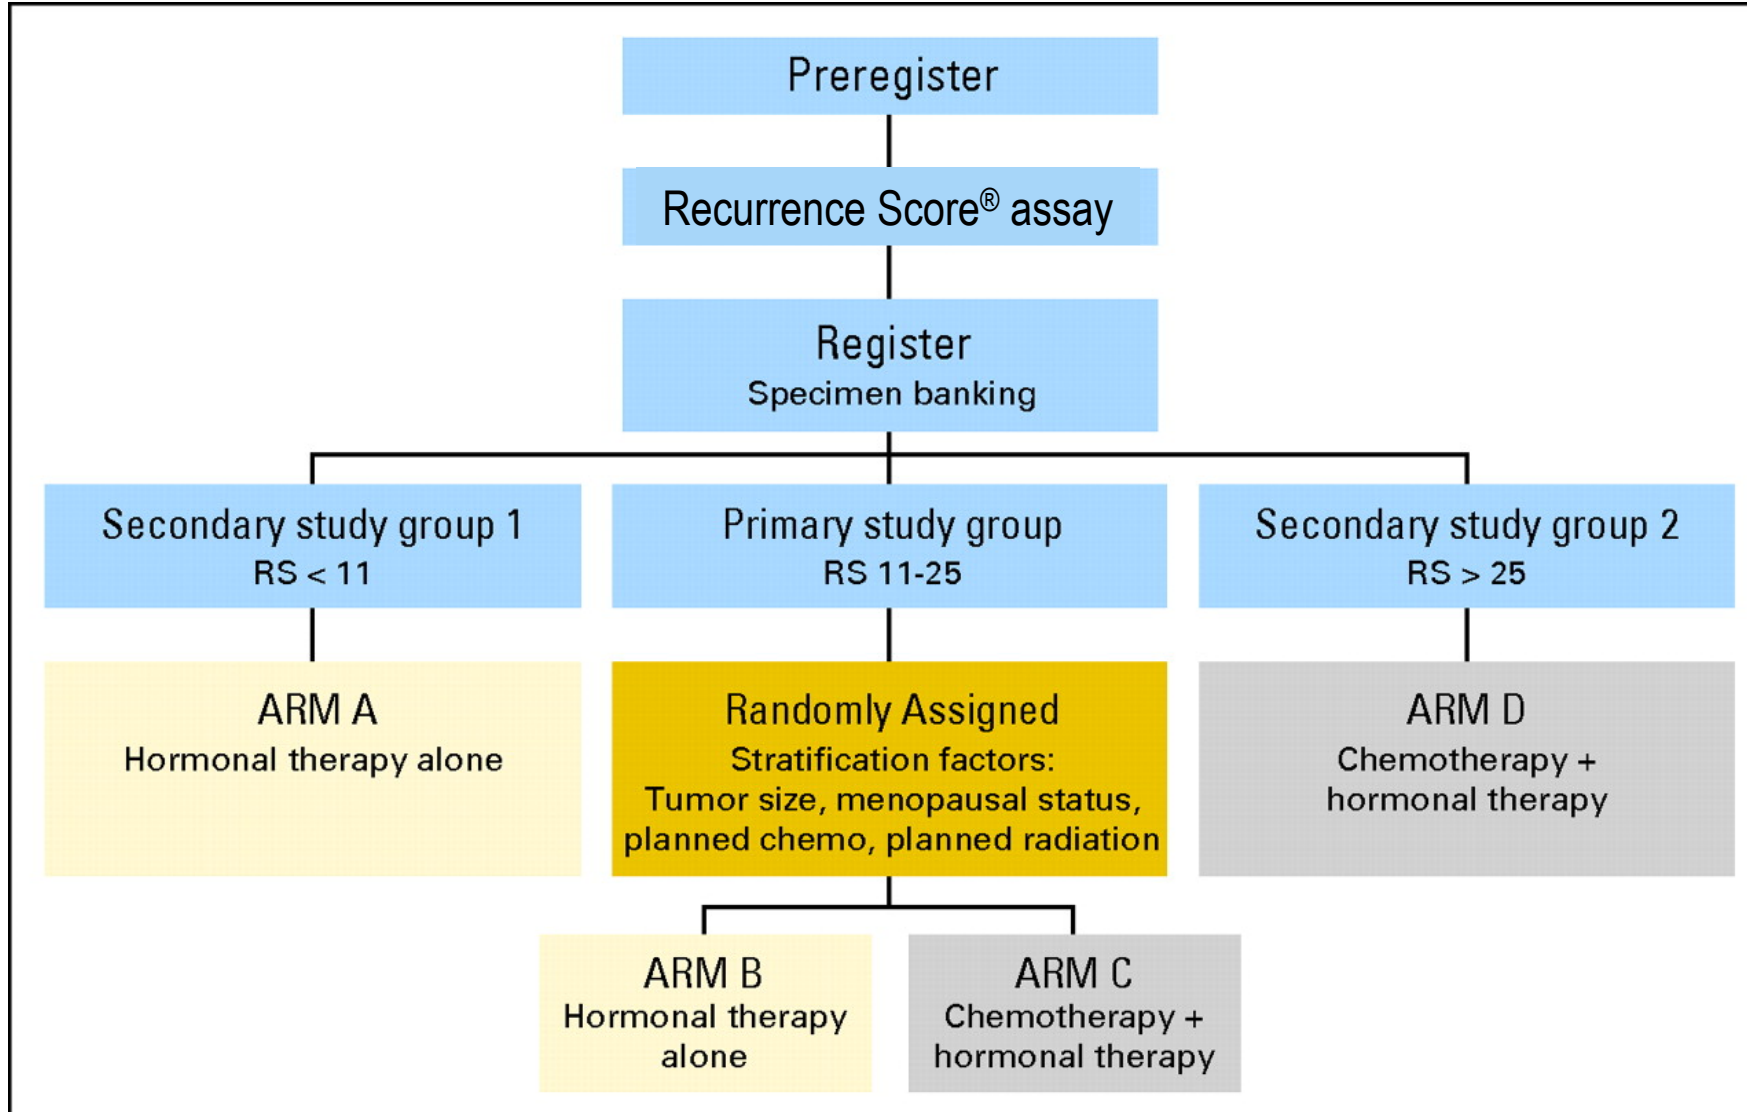 Preregister
Recurrence Score® assay
Register
Specimen banking
Secondary study group 1
RS < 11
Primary study group
RS 11-25
Secondary study group 2
RS > 25
ARM A
Hormonal therapy alone
Randomly Assigned
Stratification factors:
Tumor size, menopausal status,
planned chemo, planned radiation
ARM D
Chemotherapy +
hormonal therapy
ARM B
Hormonal therapy
alone
ARM C
Chemotherapy +
hormonal therapy